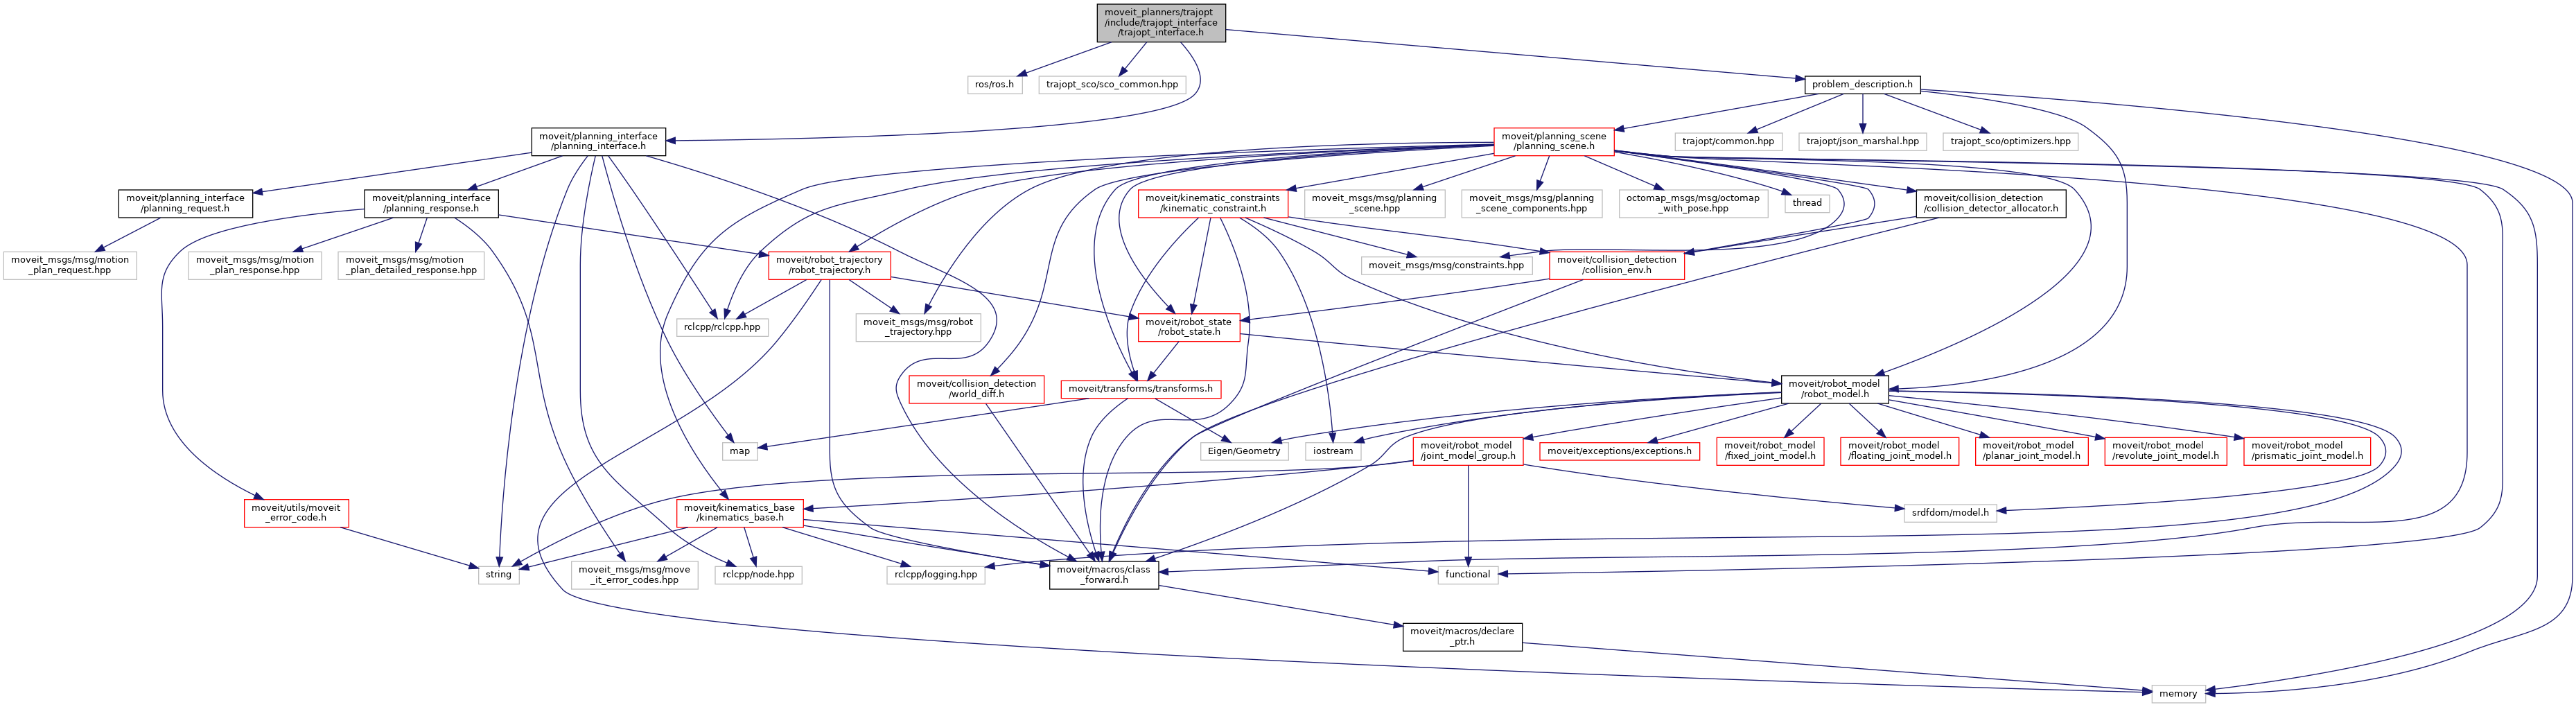 moveit_planners/trajopt
/include/trajopt_interface
/trajopt_interface.h
ros/ros.h
trajopt_sco/sco_common.hpp
problem_description.h
moveit/planning_interface
/planning_interface.h
moveit/planning_scene
/planning_scene.h
trajopt/common.hpp
trajopt/json_marshal.hpp
trajopt_sco/optimizers.hpp
moveit/planning_interface
/planning_request.h
moveit/planning_interface
/planning_response.h
moveit/kinematic_constraints
/kinematic_constraint.h
moveit_msgs/msg/planning
_scene.hpp
moveit_msgs/msg/planning
_scene_components.hpp
octomap_msgs/msg/octomap
_with_pose.hpp
thread
moveit/collision_detection
/collision_detector_allocator.h
moveit_msgs/msg/motion
_plan_request.hpp
moveit_msgs/msg/motion
_plan_response.hpp
moveit_msgs/msg/motion
_plan_detailed_response.hpp
moveit/robot_trajectory
/robot_trajectory.h
moveit_msgs/msg/constraints.hpp
moveit/collision_detection
/collision_env.h
rclcpp/rclcpp.hpp
moveit_msgs/msg/robot
_trajectory.hpp
moveit/robot_state
/robot_state.h
moveit/collision_detection
/world_diff.h
moveit/transforms/transforms.h
moveit/robot_model
/robot_model.h
map
Eigen/Geometry
iostream
moveit/robot_model
/joint_model_group.h
moveit/exceptions/exceptions.h
moveit/robot_model
/fixed_joint_model.h
moveit/robot_model
/floating_joint_model.h
moveit/robot_model
/planar_joint_model.h
moveit/robot_model
/revolute_joint_model.h
moveit/robot_model
/prismatic_joint_model.h
moveit/utils/moveit
_error_code.h
moveit/kinematics_base
/kinematics_base.h
srdfdom/model.h
string
moveit_msgs/msg/move
_it_error_codes.hpp
rclcpp/node.hpp
rclcpp/logging.hpp
moveit/macros/class
_forward.h
functional
moveit/macros/declare
_ptr.h
memory